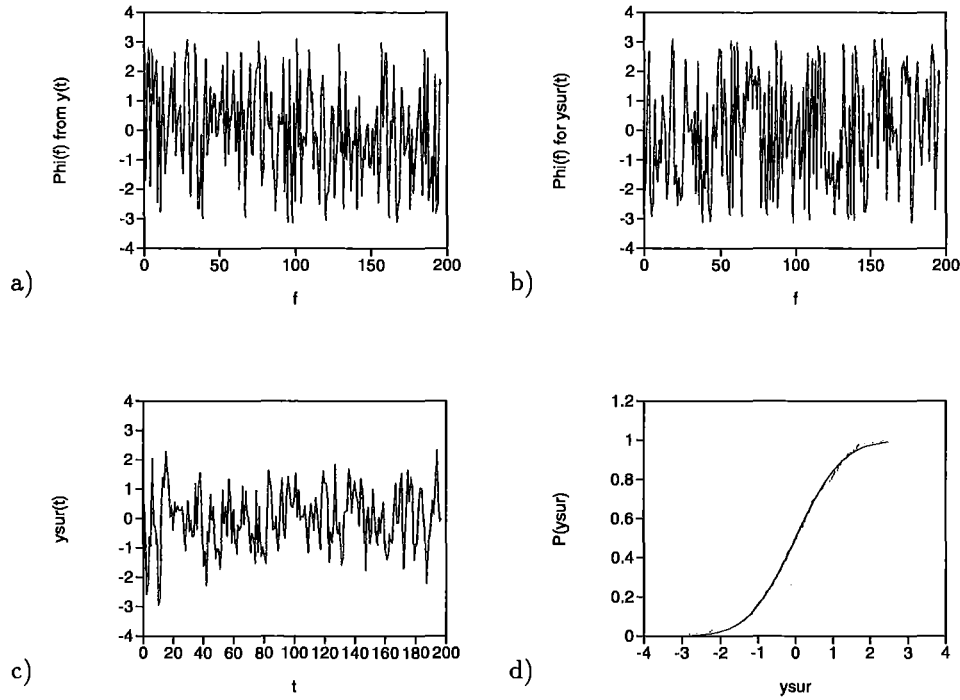 Phi(f) from y(t)
4
3
2
1
0
-1
-2
-3
-4
0 50 100 150 200
f
a)
Phi(f) for ysur(t)
4
3
2
1
0
-1
-2
-3
-4
0 50 100 150 200
f
b)
ysur(t)
4
3
2
1
0
-1
-2
-3
-4
0 20 40 60 80 100 120 140 160 180 200
t
c)
P(ysur)
1.2
1
0.8
0.6
0.4
0.2
0
-4 -3 -2 -1 0 1 2 3 4
ysur
d)